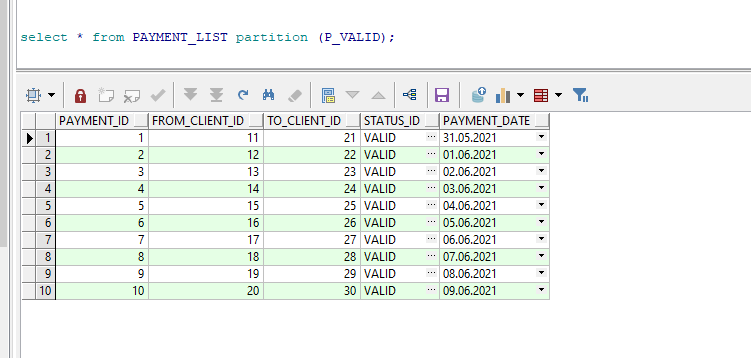 select * from PAYMENT_LIST partition (P_VALID);
PAYMENT_ID FROM_CLIENT_ID TO_CLIENT_ID STATUS_ID PAYMENT_DATE
1 1 11 21 VALID ... 31.05.2021
2 2 12 22 VALID ... 01.06.2021
3 3 13 23 VALID ... 02.06.2021
4 4 14 24 VALID ... 03.06.2021
5 5 15 25 VALID ... 04.06.2021
6 6 16 26 VALID ... 05.06.2021
7 7 17 27 VALID ... 06.06.2021
8 8 18 28 VALID ... 07.06.2021
9 9 19 29 VALID ... 08.06.2021
10 10 20 30 VALID ... 09.06.2021